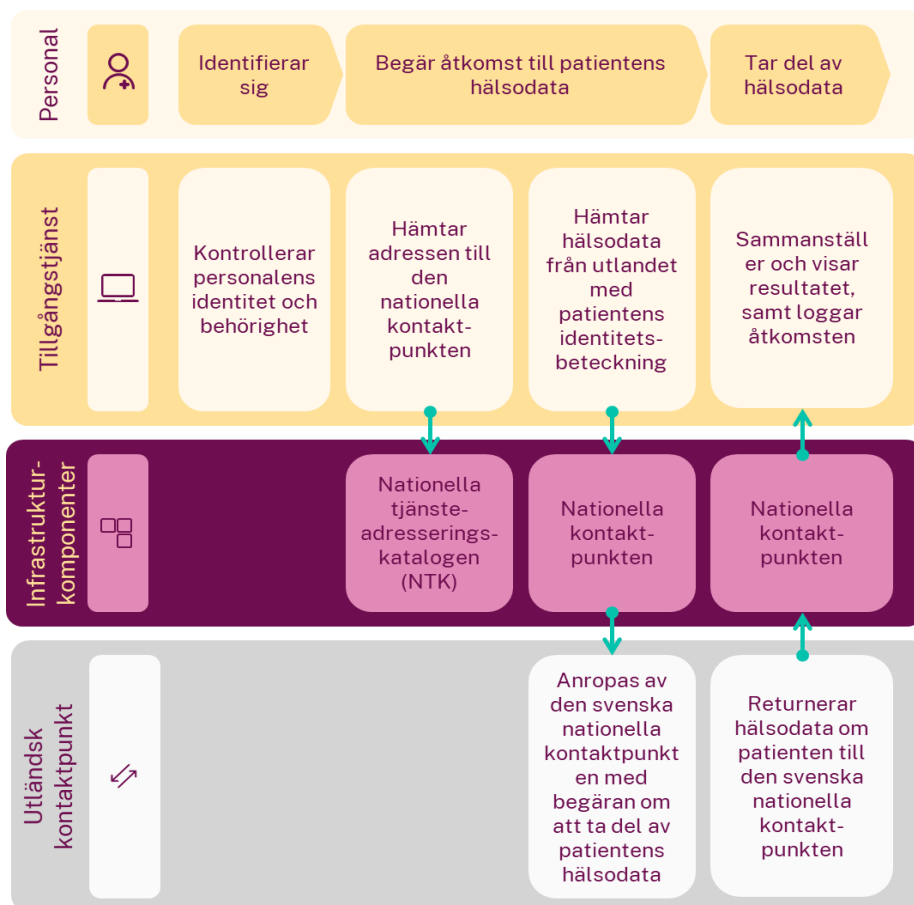 Personal
Identifierar
sig
Begär åtkomst till patientens
hälsodata
Tar del av
hälsodata
Tillgångstjänst
Kontrollerar
personalens
identitet och
behörighet
Hämtar
adressen till
den
nationella
kontakt-
punkten
Hämtar
hälsodata
från utlandet
med
patientens
identitets-
beteckning
Sammanställ
er och visar
resultatet,
samt loggar
åtkomsten
Infrastruktur-
komponenter
Nationella
tjänste-
adresserings-
katalogen
(NTK)
Nationella
kontakt-
punkten
Nationella
kontakt-
punkten
Utländsk
kontaktpunkt
Anropas av
den svenska
nationella
kontaktpunkt
en med
begäran om
att ta del av
patientens
hälsodata
Returnerar
hälsodata om
patienten till
den svenska
nationella
kontakt-
punkten